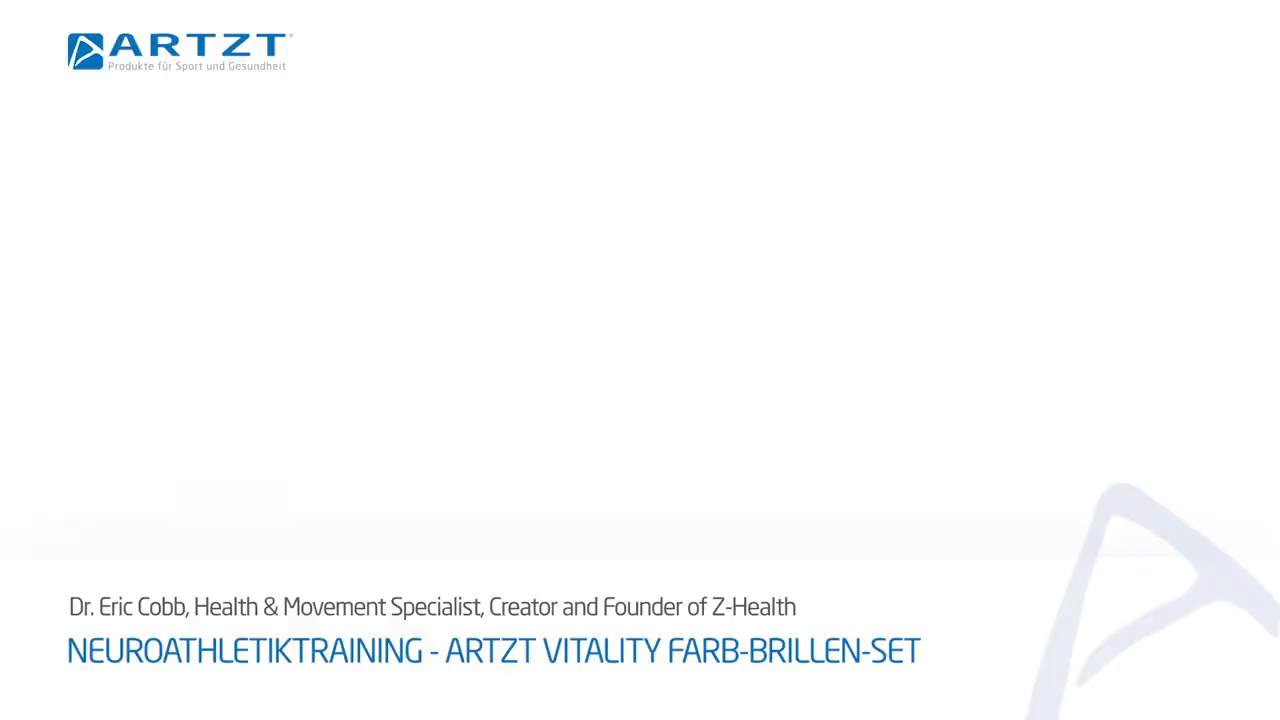 ARTZT®
Produkte für Sport und Gesundheit
Dr. Eric Cobb, Health & Movement Specialist, Creator and Founder of Z-Health
NEUROATHLETIKTRAINING - ARTZT VITALITY FARB-BRILLEN-SET